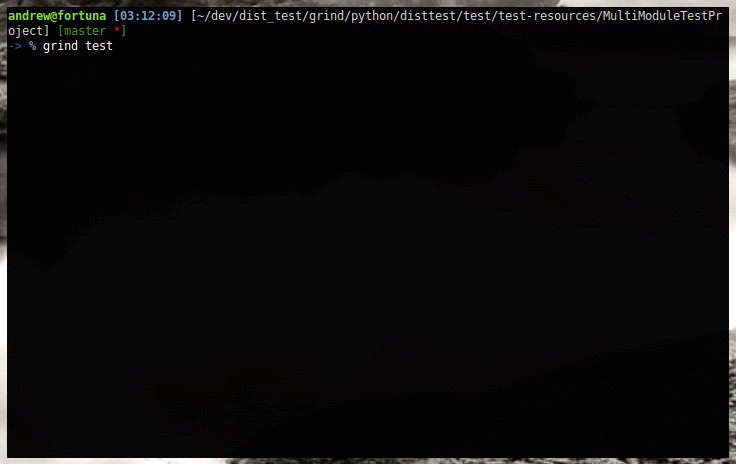 andrew@fortuna [03:12:09] [~/dev/dist_test/grind/python/disttest/test/test-resources/MultiModuleTestPr
oject] [master *]
-> % grind test